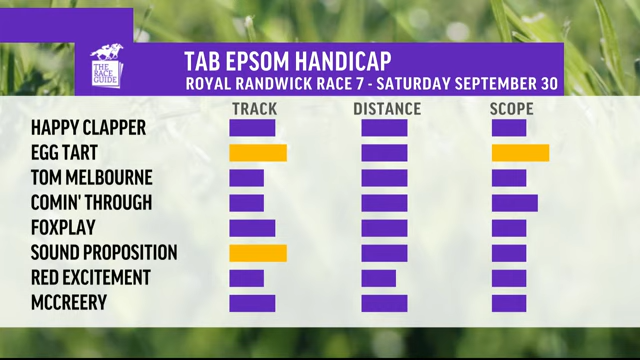 THE
RACE
GUIDE
TAB EPSOM HANDICAP
ROYAL RANDWICK RACE 7 - SATURDAY SEPTEMBER 30
TRACK DISTANCE SCOPE
HAPPY CLAPPER
EGG TART
TOM MELBOURNE
COMIN' THROUGH
FOXPLAY
SOUND PROPOSITION
RED EXCITEMENT
MCCREERY